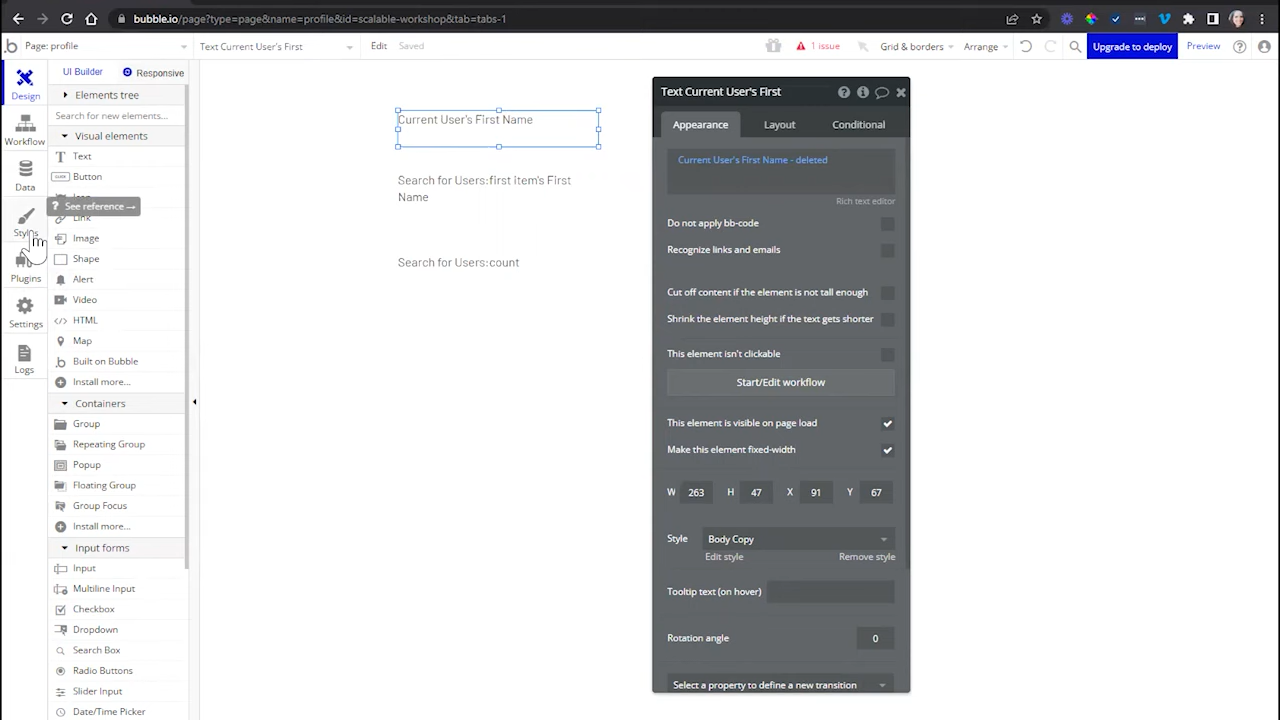 bubble.io/page?type=page&name=profile&id=scalable-workshop&tab=tabs-1
Page: profile
Text Current User's First
Edit
Saved
1 issue
Grid & borders
Arrange
Upgrade to deploy
Preview
Design
Workflow
Data
Styles
Plugins
Settings
Logs
UI Builder
Responsive
Elements tree
Search for new elements...
Visual elements
Text
CLICK
Button
See reference →
Link
Image
Shape
Alert
Video
HTML
Map
Built on Bubble
Install more...
Containers
Group
Repeating Group
Popup
Floating Group
Group Focus
Install more...
Input forms
Input
Multiline Input
Checkbox
Dropdown
Search Box
Radio Buttons
Slider Input
Date/Time Picker
Current User's First Name
Search for Users:first item's First
Name
Search for Users:count
Text Current User's First
Appearance
Layout
Conditional
Current User's First Name - deleted
Rich text editor
Do not apply bb-code
Recognize links and emails
Cut off content if the element is not tall enough
Shrink the element height if the text gets shorter
This element isn't clickable
Start/Edit workflow
This element is visible on page load
Make this element fixed-width
W 263 H 47 X 91 Y 67
Style Body Copy
Edit style Remove style
Tooltip text (on hover)
Rotation angle 0
Select a property to define a new transition